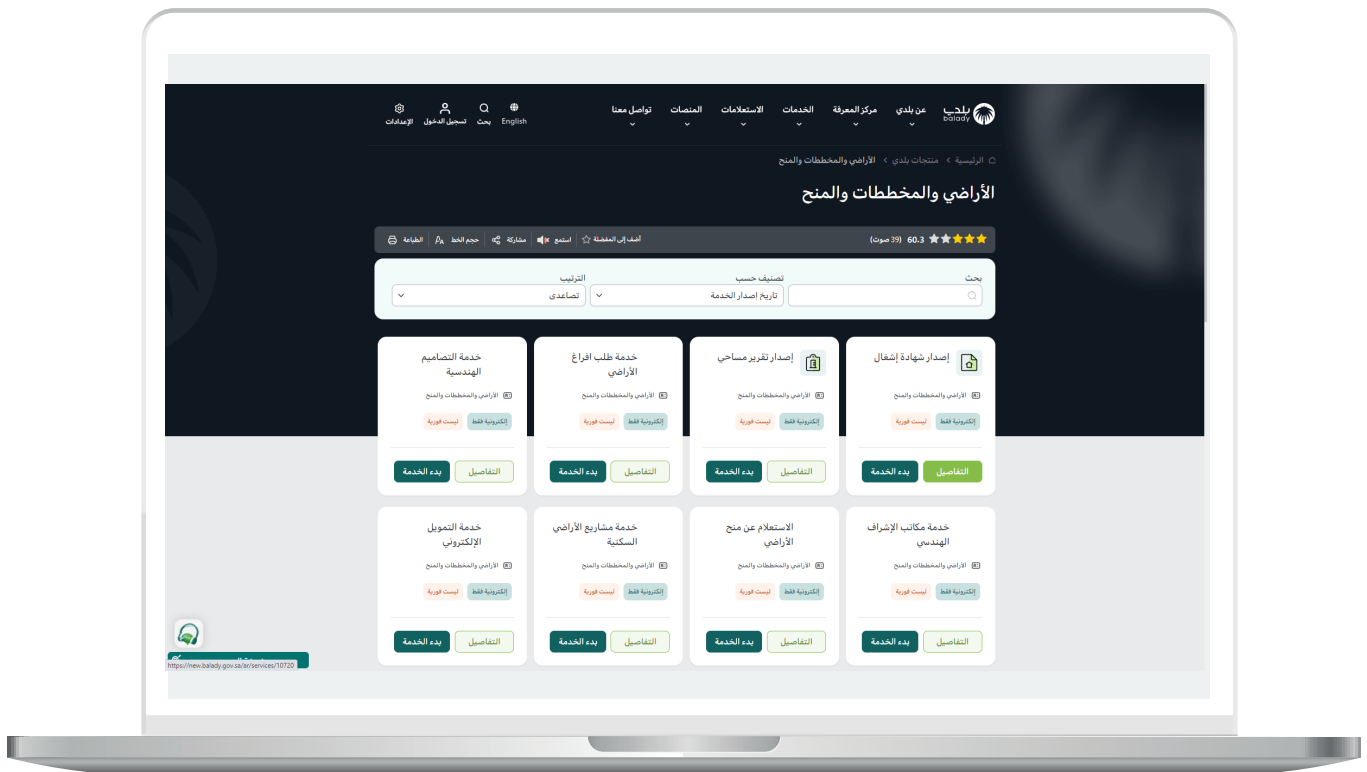 بلدي
balady
عن بلدي
مركز المعرفة
الخدمات
الاستعلامات
المنصات
تواصل معنا
English
بحث
تسجيل الدخول
الإعدادات
الرئيسية > منتجات بلدي > الأراضي والمخططات والمنح
الأراضي والمخططات والمنح
60.3 (39 صوت)
أضف إلى المفضلة
استمع
مشاركة
حجم الخط
الطباعة
بحث
تصنيف حسب
الترتيب
تاريخ إصدار الخدمة
تصاعدى
إصدار شهادة إشغال
الأراضي والمخططات والمنح
إلكترونية فقط
ليست فورية
التفاصيل
بدء الخدمة
إصدار تقرير مساحي
الأراضي والمخططات والمنح
إلكترونية فقط
ليست فورية
التفاصيل
بدء الخدمة
خدمة طلب افراغ
الأراضي
الأراضي والمخططات والمنح
إلكترونية فقط
ليست فورية
التفاصيل
بدء الخدمة
خدمة التصاميم
الهندسية
الأراضي والمخططات والمنح
إلكترونية فقط
ليست فورية
التفاصيل
بدء الخدمة
خدمة مكاتب الإشراف
الهندسي
الأراضي والمخططات والمنح
إلكترونية فقط
ليست فورية
التفاصيل
بدء الخدمة
الاستعلام عن منح
الأراضي
الأراضي والمخططات والمنح
إلكترونية فقط
ليست فورية
التفاصيل
بدء الخدمة
خدمة مشاريع الأراضي
السكنية
الأراضي والمخططات والمنح
إلكترونية فقط
ليست فورية
التفاصيل
بدء الخدمة
خدمة التمويل
الإلكتروني
الأراضي والمخططات والمنح
إلكترونية فقط
ليست فورية
التفاصيل
بدء الخدمة
https://new.balady.gov.sa/ar/services/10720